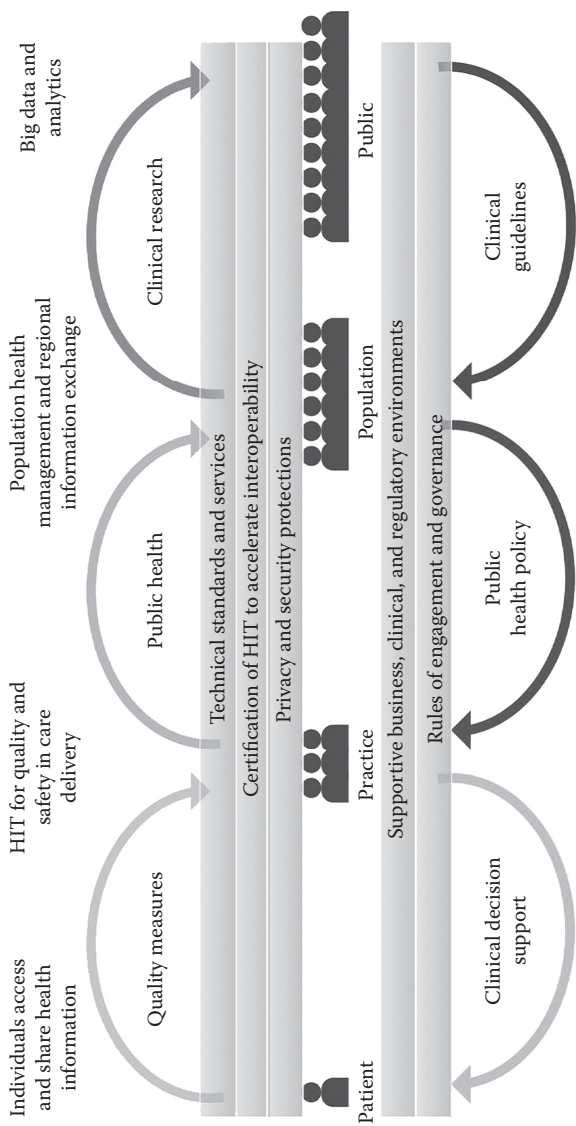 Individuals access
and share health
information
HIT for quality and
safety in care
delivery
Population health
management and regional
information exchange
Big data and
analytics
Quality measures
Public health
Clinical research
Technical standards and services
Certification of HIT to accelerate interoperability
Privacy and security protections
Patient
Practice
Population
Public
Supportive business, clinical, and regulatory environments
Rules of engagement and governance
Clinical decision
support
Public
health policy
Clinical
guidelines